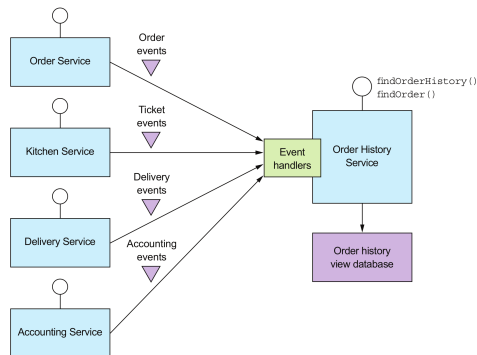 Order
events
Order Service
findOrderHistory()
findOrder()
Ticket
events
Kitchen Service
Event
handlers
Order History
Service
Delivery
events
Delivery Service
Accounting
events
Order history
view database
Accounting Service